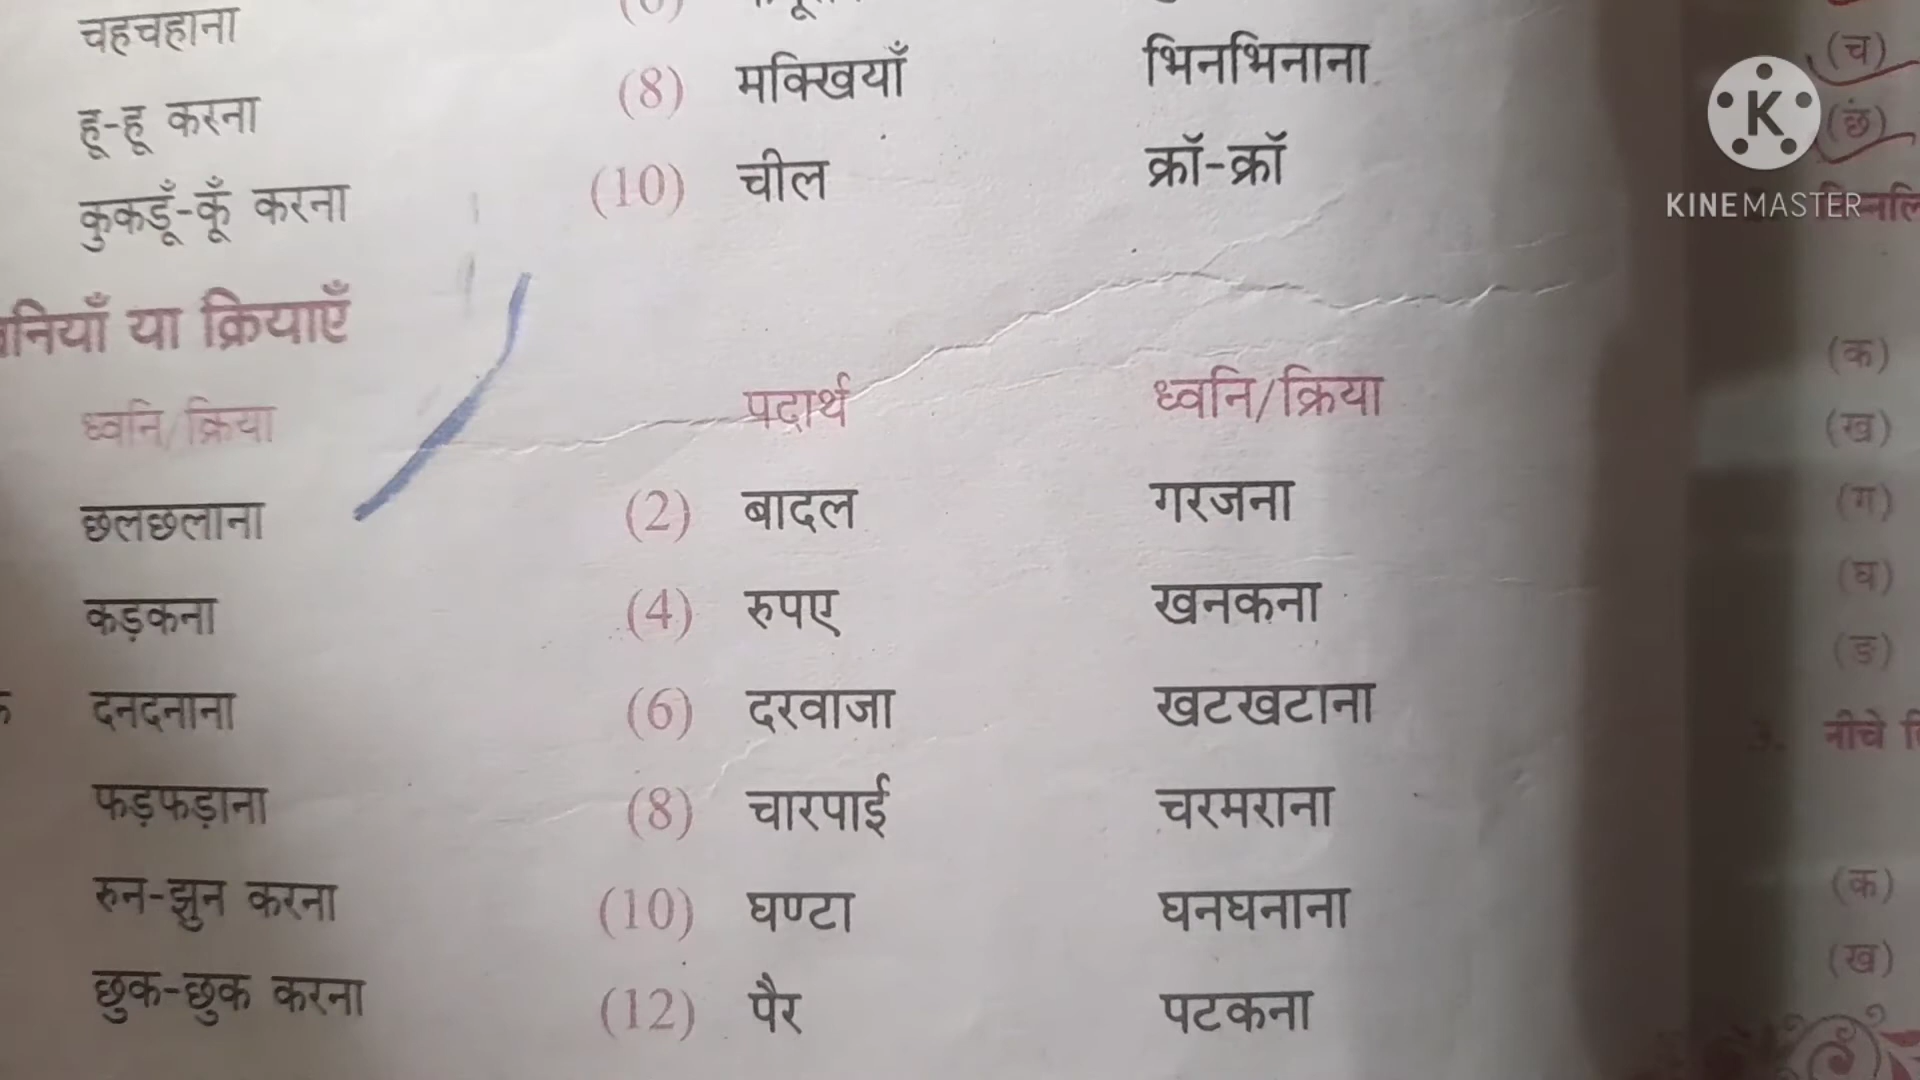 चहचहाना
हू-हू करना (8) मक्खियाँ भिनभिनाना
कुकडूँ-कूँ करना (10) चील क्रॉ-क्रॉ
या क्रियाएँ
ध्वनि/क्रिया पदार्थ ध्वनि/क्रिया
छलछलाना (2) बादल गरजना
कड़कना (4) रुपए खनकना
दनदनाना (6) दरवाजा खटखटाना
फड़फड़ाना (8) चारपाई चरमराना
रुन-झुन करना (10) घण्टा घनघनाना
छुक-छुक करना (12) पैर पटकना
(च)
(छ)
K
KINEMASTER
(क)
(ख)
(ग)
(घ)
(ङ)
3. नीचे
(क)
(ख)